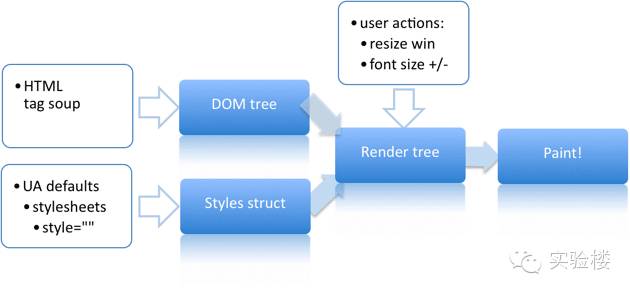 user actions:
• resize win
• font size +/-
• HTML
tag soup
DOM tree
Render tree
Paint!
• UA defaults
• stylesheets
• style=""
Styles struct
实验楼